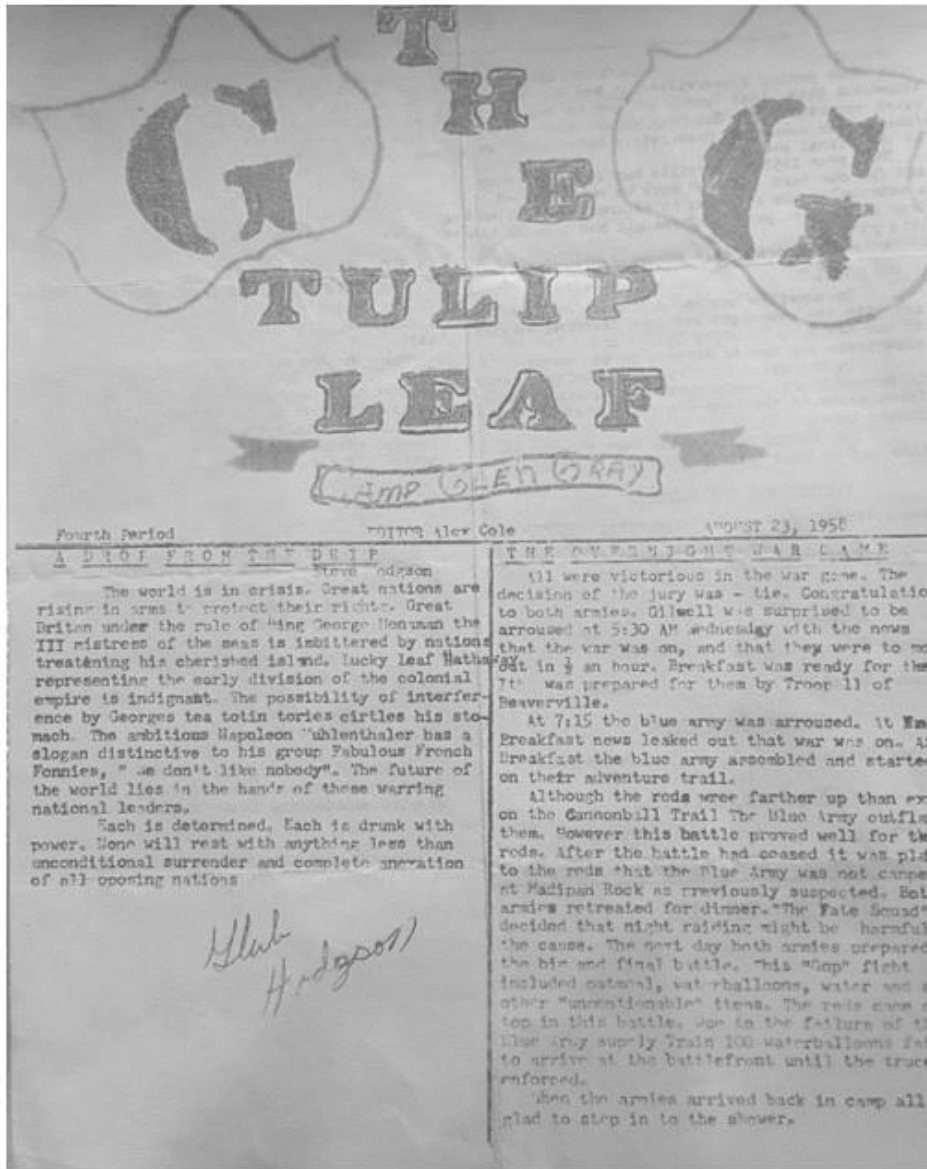 G
THE
G
TULIP
LEAF
CAMP GLEN GRAY
Fourth Period
EDITOR Alex Cole
AUGUST 23, 1958
A DROP FROM THE DRIP
Steve Hodgson
The world is in crisis. Great nations are
rising in arms to protect their rights. Great
Briten under the rule of King George the
III mistress of the seas is imbittered by nations
treatening his cherished island. Lucky Leaf
representing the early division of the colonial
empire is indignant. The possibility of interfer-
ence by Georges tea totin tories cirtles his sto-
mach. The ambitious Napoleon has a
slogan distinctive to his group Fabulous French
Fonnies, " We don't like nobody". The future of
the world lies in the hands of these warring
national leaders.
Each is determined. Each is drunk with
power. None will rest with anything less than
unconditional surrender and complete
of all oposing nations
Hodgson
THE OVERNIGHT WAR GAME
All were victorious in the war game. The
decision of the jury was - tie. Congratulatio
to both armies. Gilwell was surprised to be
arroused at 5:30 AM Wednesday with the news
that the war was on, and that they were to mo
out in ½ an hour. Breakfast was ready for the
It was prepared for them by Troop 11 of
Beaverville.
At 7:15 the blue army was arroused. At
Breakfast news leaked out that war was on. A
Breakfast the blue army assembled and starte
on their adventure trail.
Although the reds wree farther up than ex
on the Cannonball Trail The Blue Army outfla
them. However this battle proved well for the
reds. After the battle had ceased it was pla
to the reds that the Blue Army was not campe
at Madipan Rock as previously suspected. Bot
armies retreated for dinner. "The Fate Squad"
decided that night raiding might be harmful
the cause. The next day both armies prepared
the big and final battle. This "Gop" fight
included oatmeal, waterballoons, water and
other "unmentionable" items. The reds came
top in this battle. Due to the failure of th
Blue Army supply Train 100 waterballoons fai
to arrive at the battlefront until the truce
enforced.
When the armies arrived back in camp all
glad to step in to the shower.